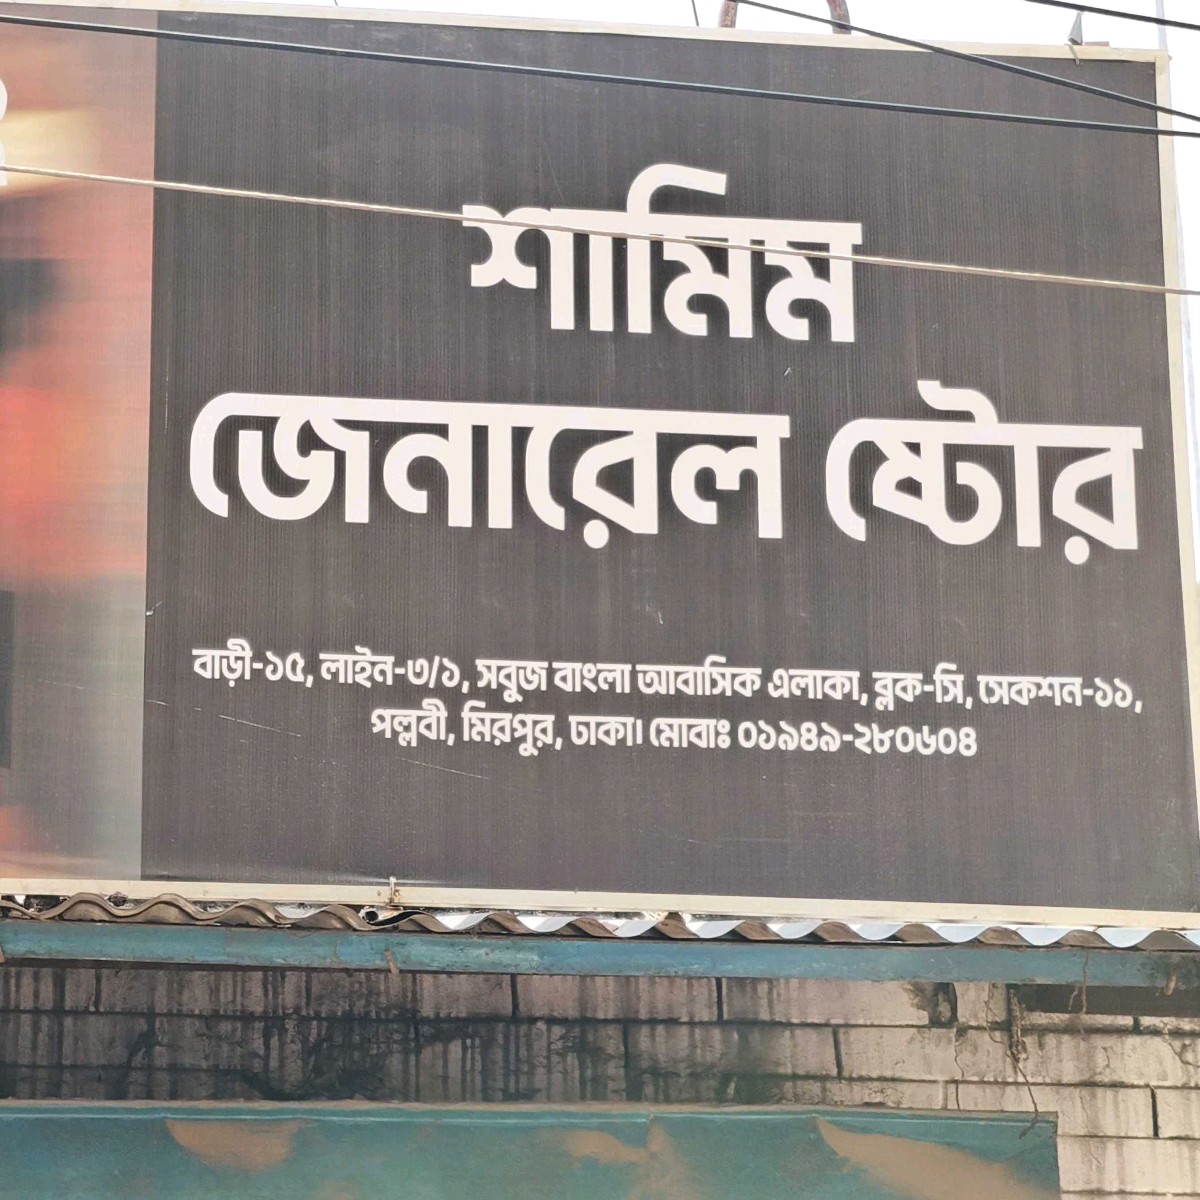 শামিম
জেনারেল ষ্টোর
বাড়ী-১৫, লাইন-৩/১, সবুজ বাংলা আবাসিক এলাকা, ব্লক-সি, সেকশন-১১,
পল্লবী, মিরপুর, ঢাকা। মোবাঃ ০১৯৪৯-২৮০৬০৪